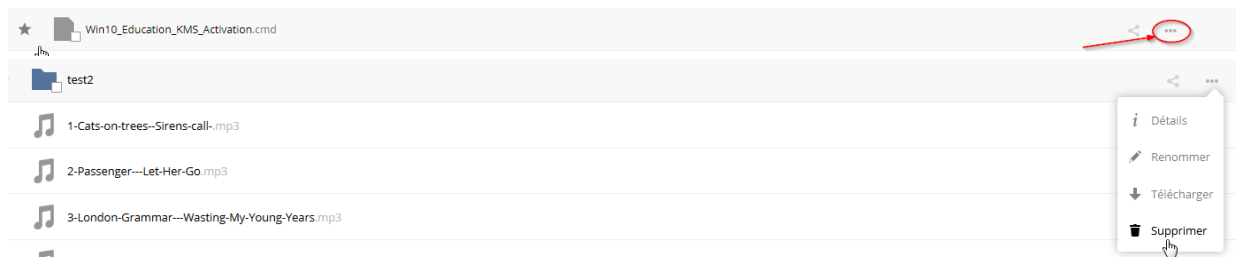 Win10_Education_KMS_Activation.cmd
test2
Détails
1-Cats-on-trees--Sirens-call-.mp3
Renommer
2-Passenger---Let-Her-Go.mp3
Télécharger
3-London-Grammar---Wasting-My-Young-Years.mp3
Supprimer